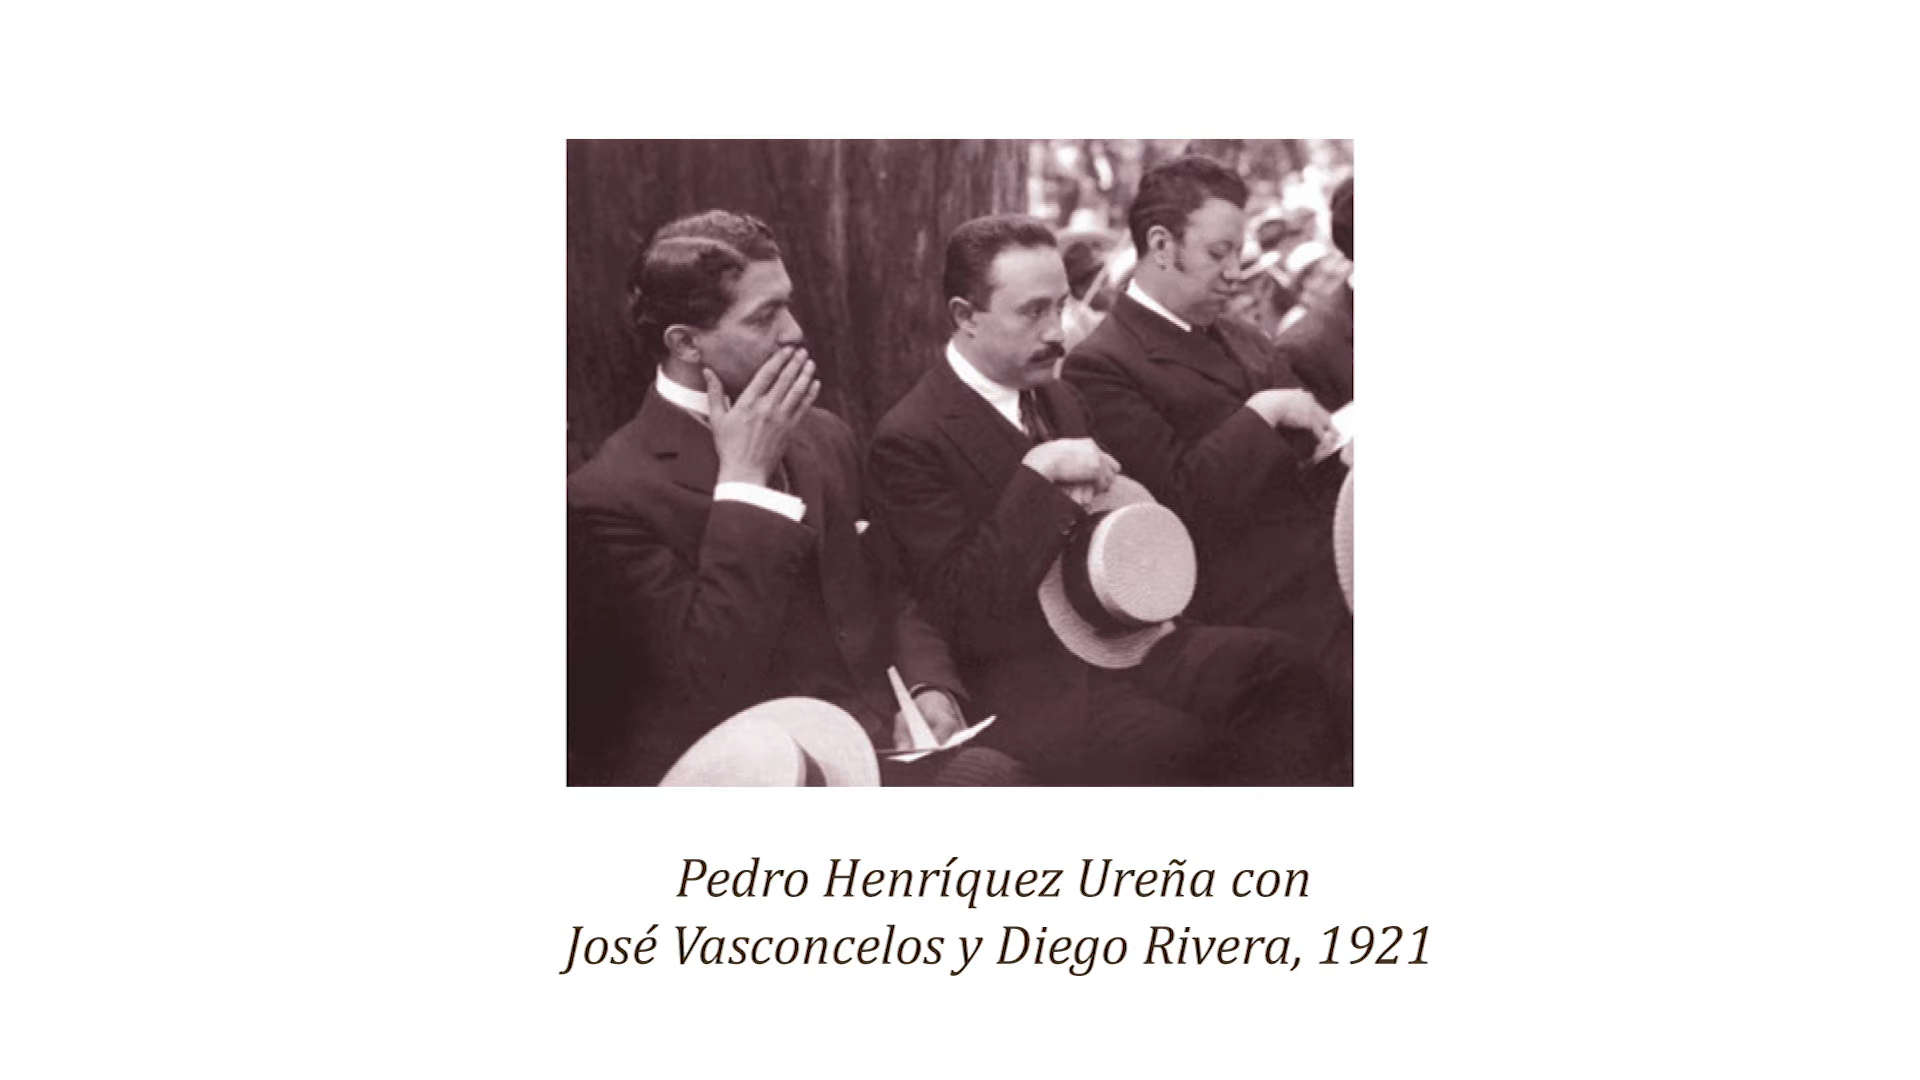 Pedro Henríquez Ureña con
José Vasconcelos y Diego Rivera, 1921